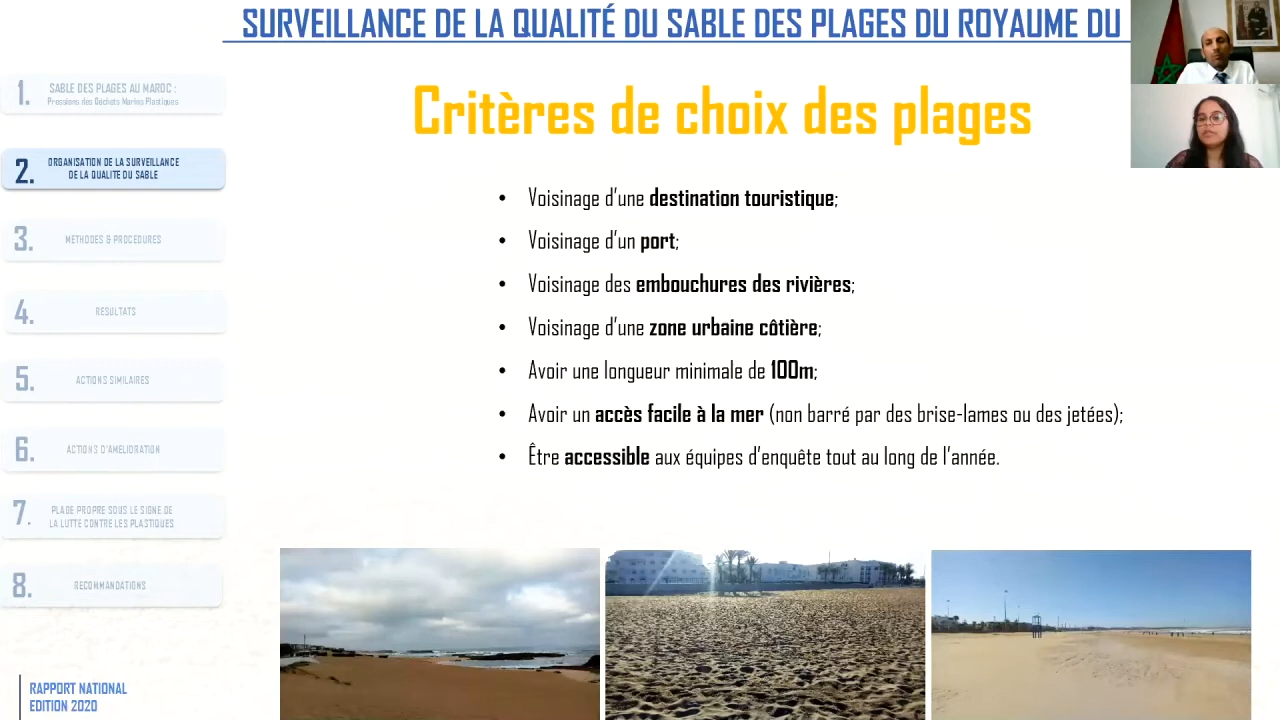 SURVEILLANCE DE LA QUALITÉ DU SABLE DES PLAGES DU ROYAUME DU
1. SABLE DES PLAGES AU MAROC :
Pressions des Déchets Marins Plastiques
2. ORGANISATION DE LA SURVEILLANCE
DE LA QUALITE DU SABLE
3. METHODES & PROCEDURES
4. RESULTATS
5. ACTIONS SIMILAIRES
6. ACTIONS D'AMELIORATION
7. PLAGE PROPRE SOUS LE SIGNE DE
LA LUTTE CONTRE LES PLASTIQUES
8. RECOMMANDATIONS
RAPPORT NATIONAL
EDITION 2020
Critères de choix des plages
• Voisinage d'une destination touristique;
• Voisinage d'un port;
• Voisinage des embouchures des rivières;
• Voisinage d'une zone urbaine côtière;
• Avoir une longueur minimale de 100m;
• Avoir un accès facile à la mer (non barré par des brise-lames ou des jetées);
• Être accessible aux équipes d'enquête tout au long de l'année.